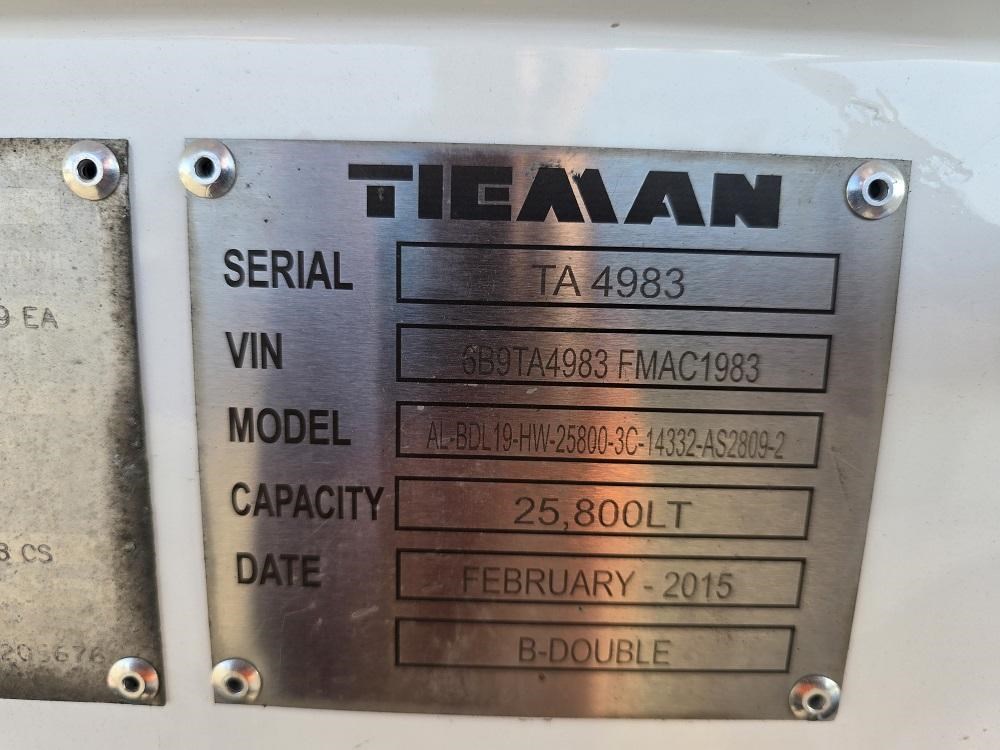 TIEMAN
SERIAL TA 4983
VIN 6B9TA4983 FMAC1983
MODEL AL-BDL19-HW-25800-3C-14332-AS2809-2
CAPACITY 25,800LT
DATE FEBRUARY - 2015
B-DOUBLE
9 EA
CS